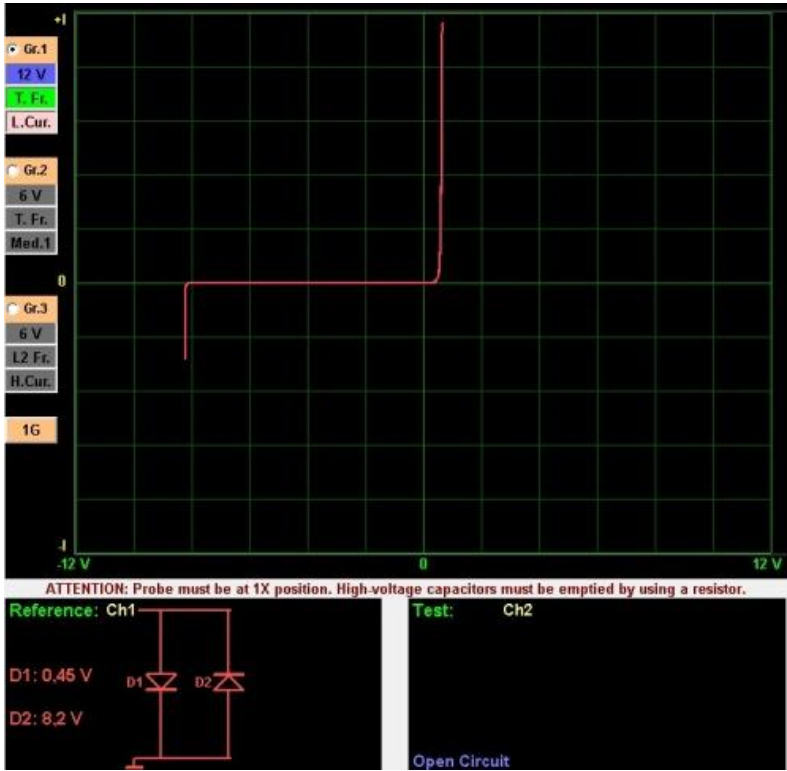 +I
Gr.1
12 V
T. Fr.
L.Cur.
Gr.2
6 V
T. Fr.
Med.1
0
Gr.3
6 V
L2 Fr.
H.Cur.
1G
-I
-12 V
0
12 V
ATTENTION: Probe must be at 1X position. High-voltage capacitors must be emptied by using a resistor.
Reference: Ch1
D1: 0,45 V
D1
D2
D2: 8,2 V
Test: Ch2
Open Circuit